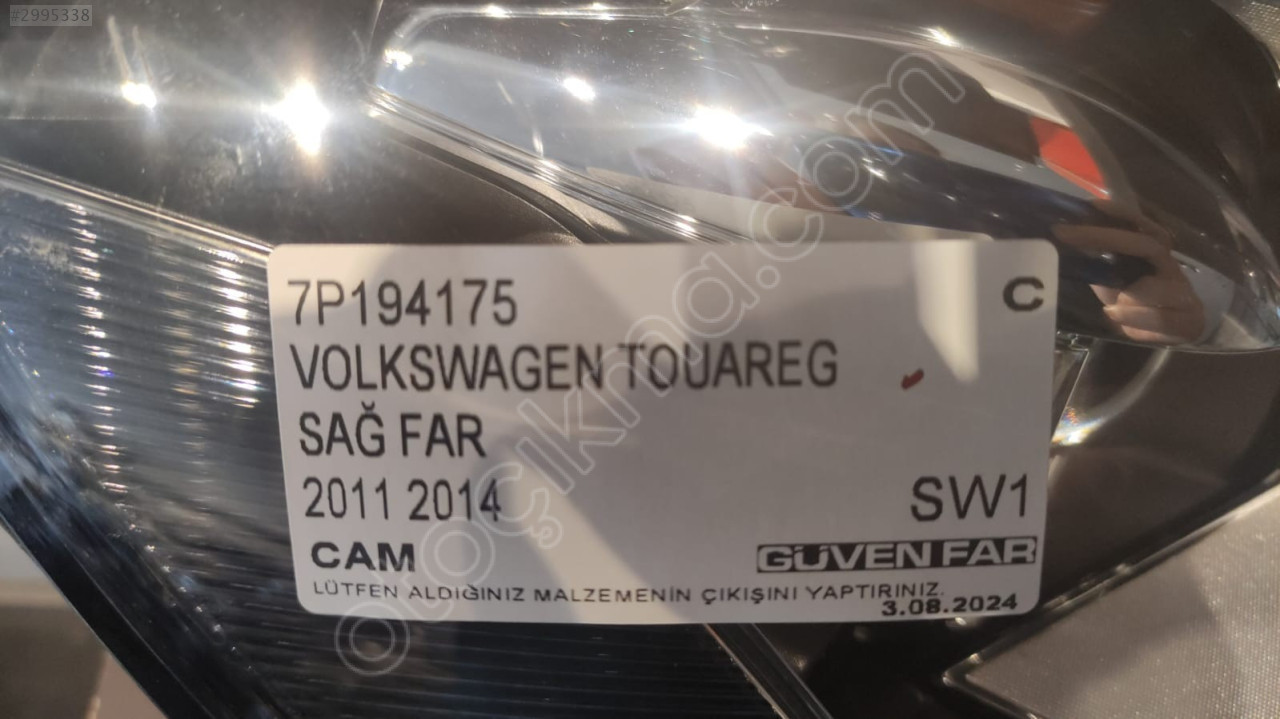 #2995338
7P194175 C
VOLKSWAGEN TOUAREG
SAĞ FAR
2011 2014 SW1
CAM GÜVEN FAR
LÜTFEN ALDIĞINIZ MALZEMENİN ÇIKIŞINI YAPTIRINIZ.
3.08.2024
otoçıkma.com